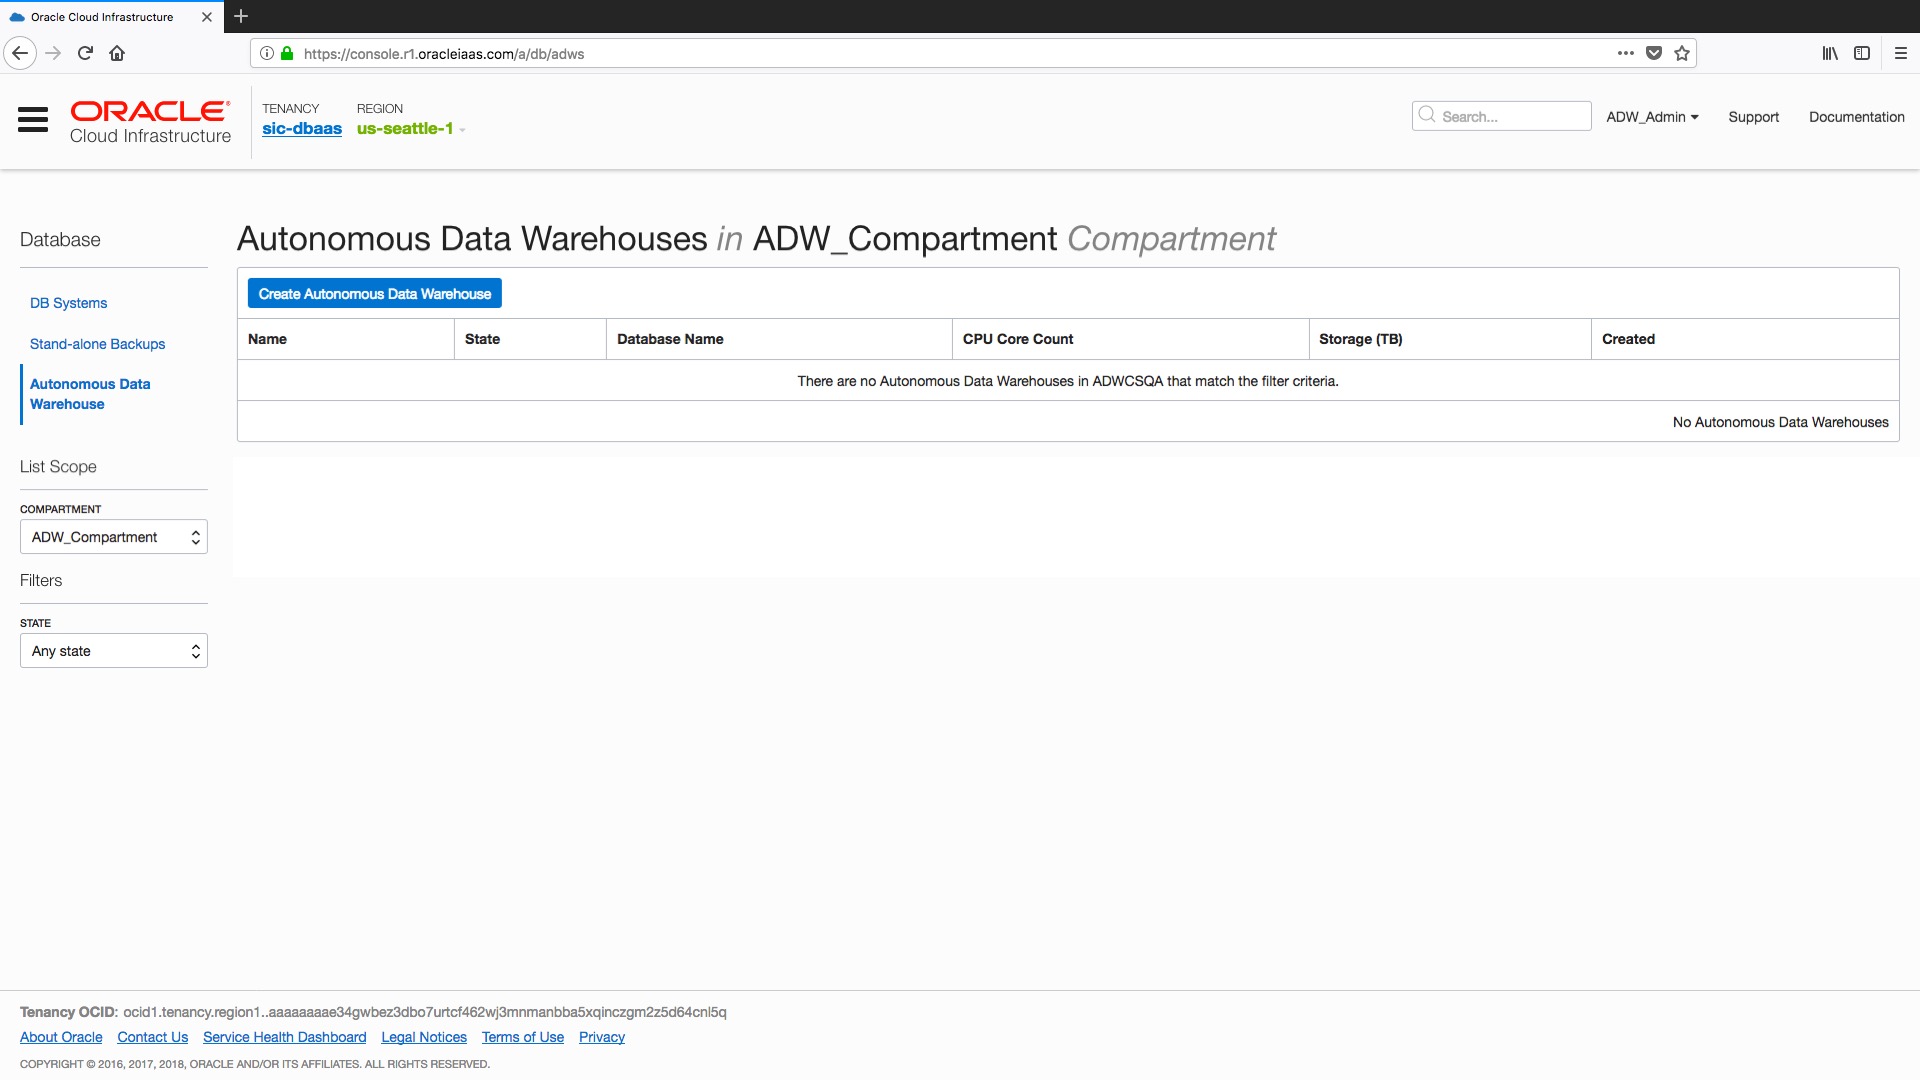 Oracle Cloud Infrastructure
https://console.r1.oracleiaas.com/a/db/adws
ORACLE
Cloud Infrastructure
TENANCY
sic-dbaas
REGION
us-seattle-1
Search...
ADW_Admin
Support
Documentation
Database
DB Systems
Stand-alone Backups
Autonomous Data
Warehouse
List Scope
COMPARTMENT
ADW_Compartment
Filters
STATE
Any state
Autonomous Data Warehouses in ADW_Compartment Compartment
Create Autonomous Data Warehouse
Name State Database Name CPU Core Count Storage (TB) Created
There are no Autonomous Data Warehouses in ADWCSQA that match the filter criteria.
No Autonomous Data Warehouses
Tenancy OCID: ocid1.tenancy.region1..aaaaaaaae34gwbez3dbo7urtcf462wj3mnmanbba5xqinczgm2z5d64cnl5q
About Oracle Contact Us Service Health Dashboard Legal Notices Terms of Use Privacy
COPYRIGHT © 2016, 2017, 2018, ORACLE AND/OR ITS AFFILIATES. ALL RIGHTS RESERVED.